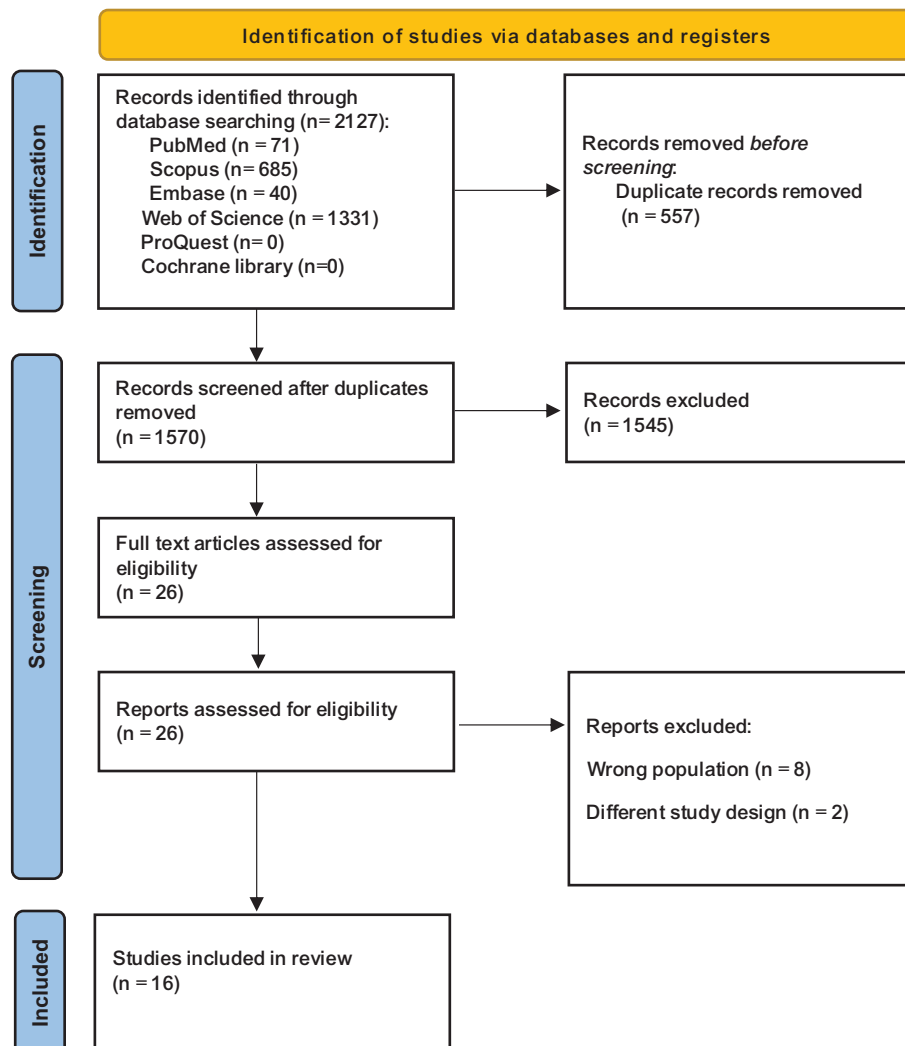 Identification of studies via databases and registers
Identification
Records identified through
database searching (n= 2127):
PubMed (n = 71)
Scopus (n= 685)
Embase (n = 40)
Web of Science (n = 1331)
ProQuest (n= 0)
Cochrane library (n=0)
Records removed before
screening:
Duplicate records removed
(n = 557)
Screening
Records screened after duplicates
removed
(n = 1570)
Records excluded
(n = 1545)
Full text articles assessed for
eligibility
(n = 26)
Reports assessed for eligibility
(n = 26)
Reports excluded:
Wrong population (n = 8)
Different study design (n = 2)
Included
Studies included in review
(n = 16)